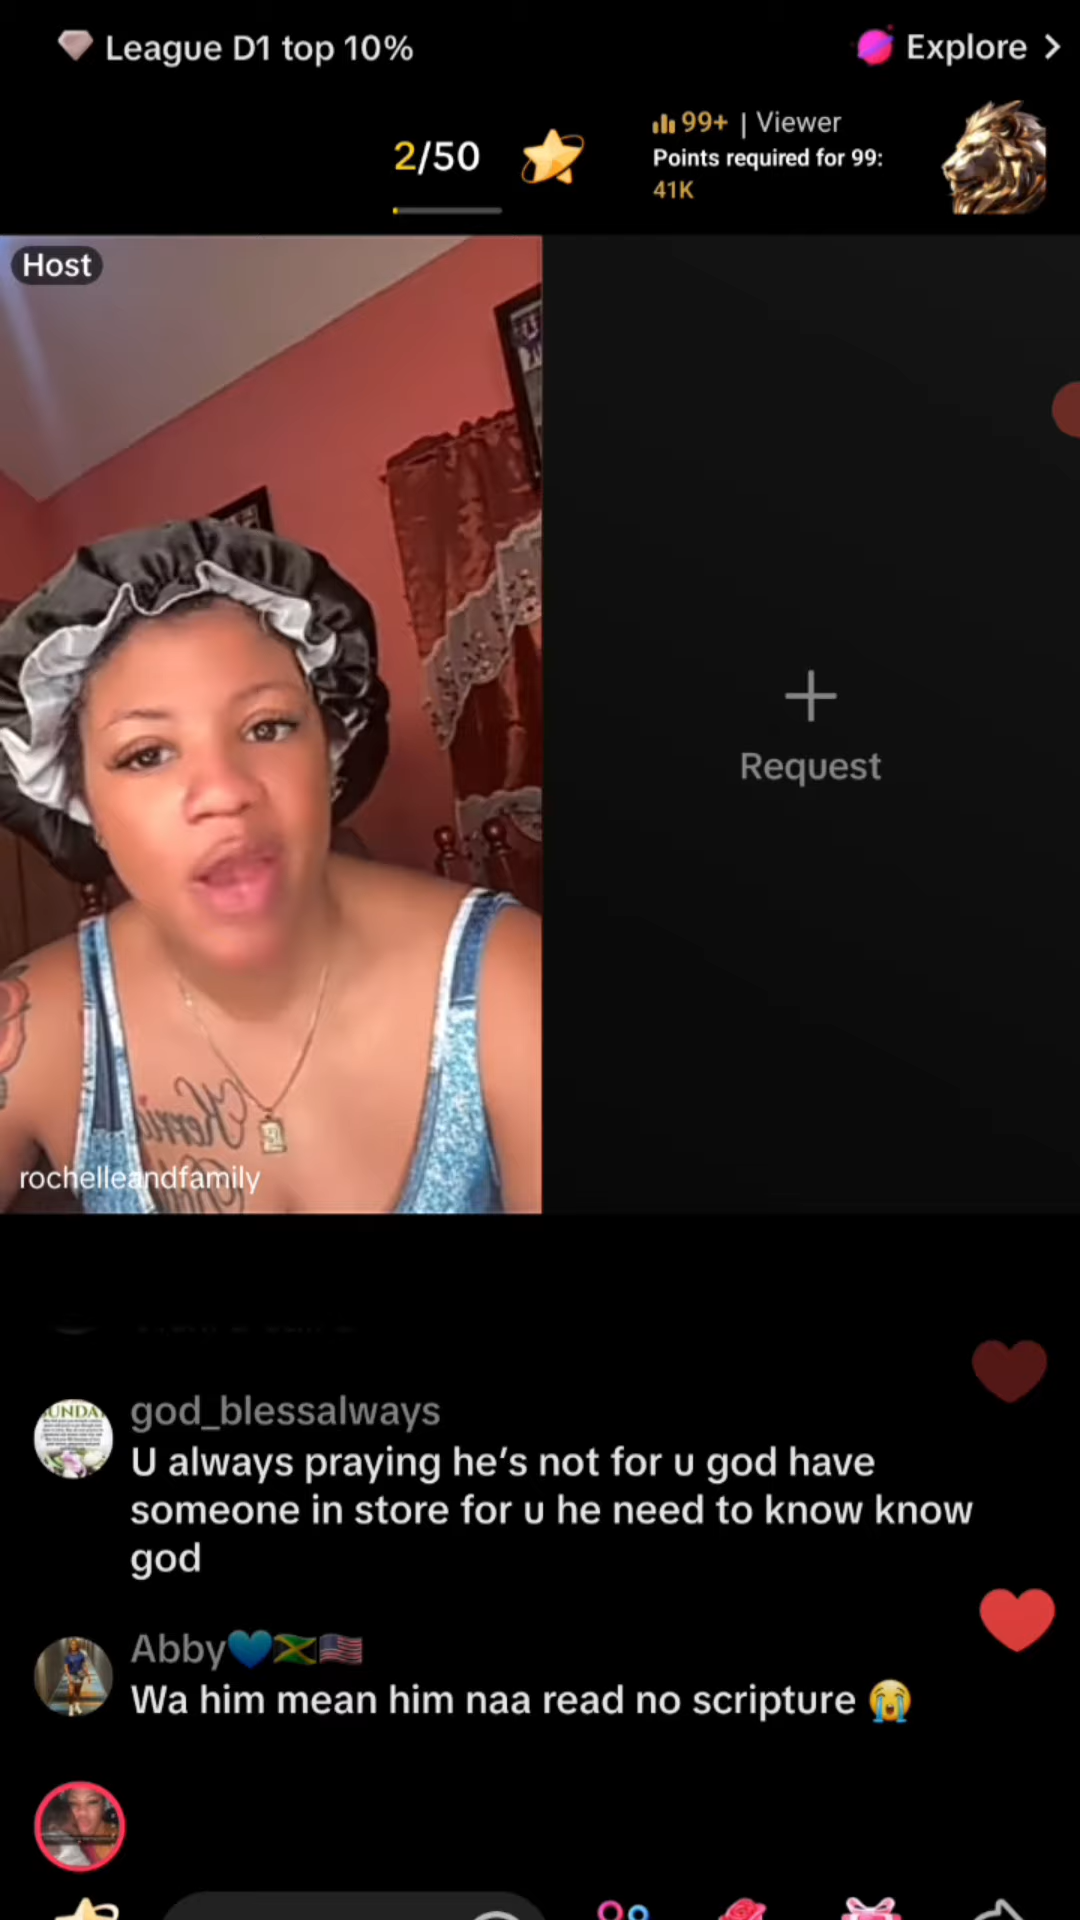 League D1 top 10%
Explore >
99+ | Viewer
2/50
Points required for 99:
41K
Host
Request
rochelleandfamily
god_blessalways
U always praying he's not for u god have
someone in store for u he need to know know
god
Abby💙🇯🇲🇺🇸
Wa him mean him naa read no scripture 😭